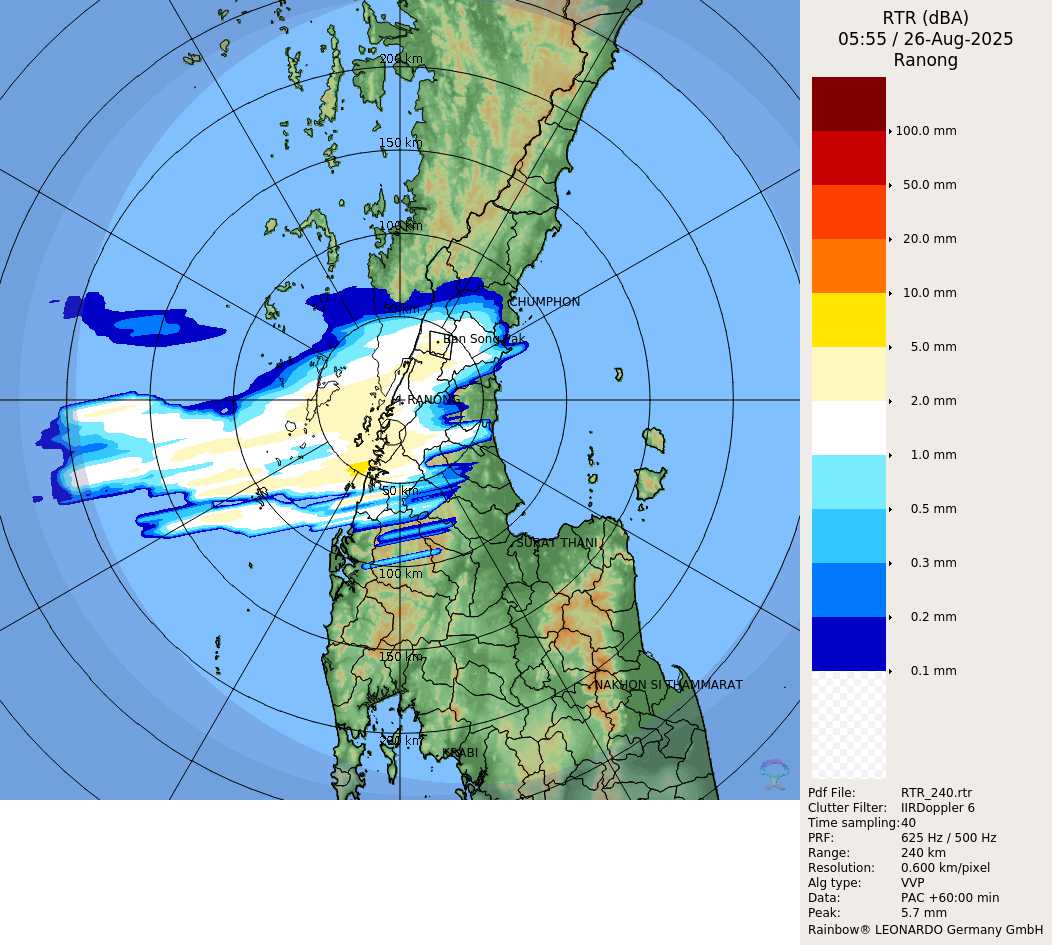 RTR (dBA)
05:55 / 26-Aug-2025
Ranong
200 km
150 km
100 km
50 km
CHUMPHON
Ban Song Pak
RANONG
50 km
SURAT THANI
100 km
150 km
NAKHON SI THAMMARAT
200 km
KRABI
100.0 mm
50.0 mm
20.0 mm
10.0 mm
5.0 mm
2.0 mm
1.0 mm
0.5 mm
0.3 mm
0.2 mm
0.1 mm
Pdf File: RTR_240.rtr
Clutter Filter: IIRDoppler 6
Time sampling: 40
PRF: 625 Hz / 500 Hz
Range: 240 km
Resolution: 0.600 km/pixel
Alg type: VVP
Data: PAC +60:00 min
Peak: 5.7 mm
Rainbow® LEONARDO Germany GmbH